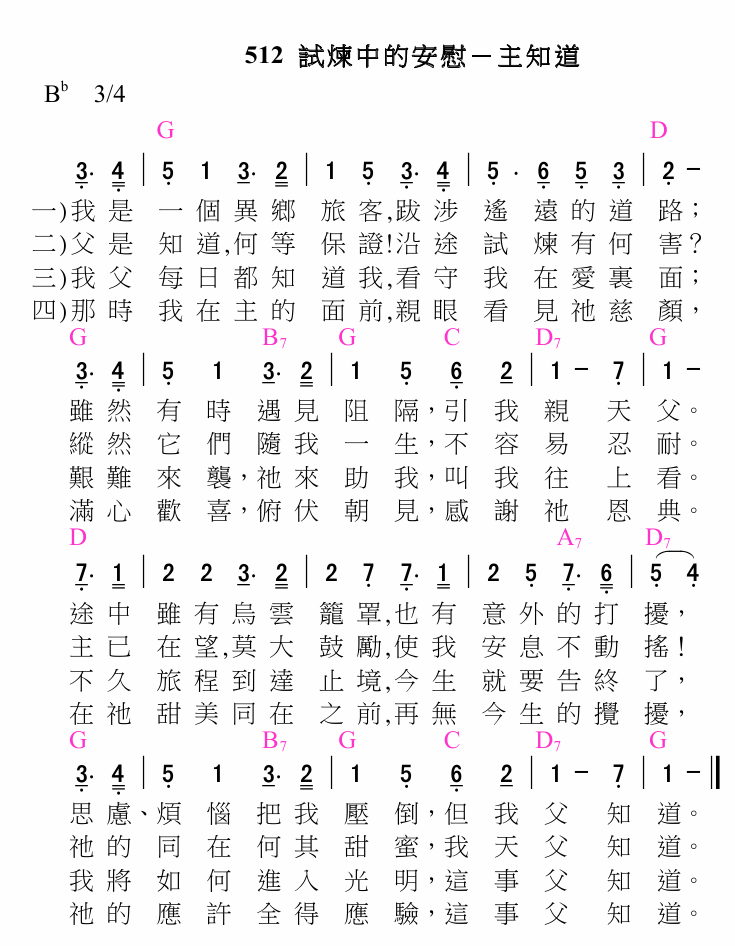 512 試煉中的安慰－主知道
B♭ 3/4
G D
3· 4 | 5 1 3· 2 | 1 5 3· 4 | 5 · 6 5 3 | 2 -
一)我是一個異鄉旅客,跋涉遙遠的道路；
二)父是知道,何等保證!沿途試煉有何害？
三)我父每日都知道我,看守我在愛裏面；
四)那時我在主的面前,親眼看見祂慈顏，
G B7 G C D7 G
3· 4 | 5 1 3· 2 | 1 5 6 2 | 1 - 7 | 1 -
雖然有時遇見阻隔，引我親天父。
縱然它們隨我一生，不容易忍耐。
艱難來襲，祂來助我，叫我往上看。
滿心歡喜，俯伏朝見，感謝祂恩典。
D A7 D7
7· 1 | 2 2 3· 2 | 2 7 7· 1 | 2 5 7· 6 | 5 4
途中雖有烏雲籠罩,也有意外的打擾，
主已在望,莫大鼓勵,使我安息不動搖！
不久旅程到達止境,今生就要告終了，
在祂甜美同在之前,再無今生的攪擾，
G B7 G C D7 G
3· 4 | 5 1 3· 2 | 1 5 6 2 | 1 - 7 | 1 - ||
思慮、煩惱把我壓倒，但我父知道。
祂的同在何其甜蜜，我天父知道。
我將如何進入光明，這事父知道。
祂的應許全得應驗，這事父知道。